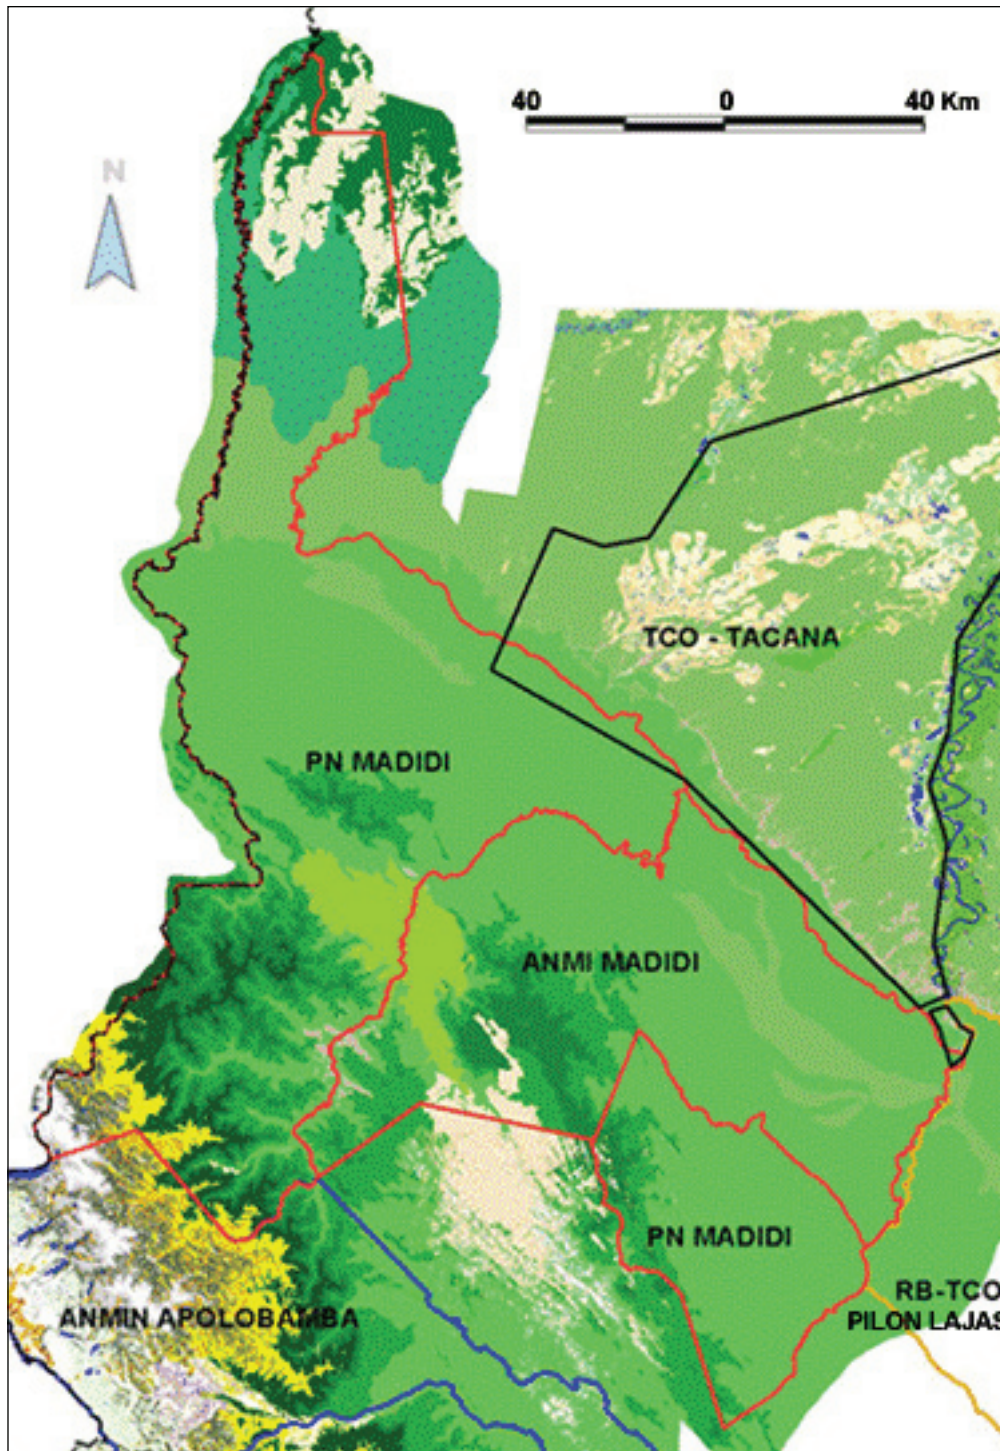 40 0 40 Km
N
TCO - TACANA
PN MADIDI
ANMI MADIDI
PN MADIDI
RB-TCO
PILON LAJAS
ANMIN APOLOBAMBA